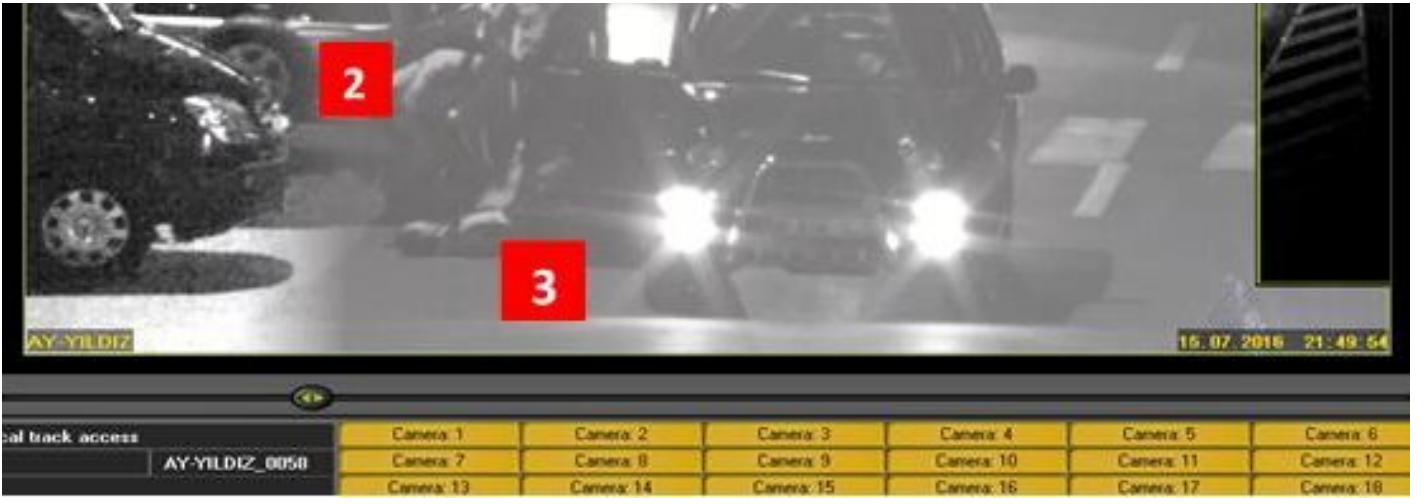 2
3
AY-YILDIZ
15.07.2016 21:49:54
cal track access
AY-YILDIZ_0058
Camera: 1 Camera: 2 Camera: 3 Camera: 4 Camera: 5 Camera: 6
Camera: 7 Camera: 8 Camera: 9 Camera: 10 Camera: 11 Camera: 12
Camera: 13 Camera: 14 Camera: 15 Camera: 16 Camera: 17 Camera: 18